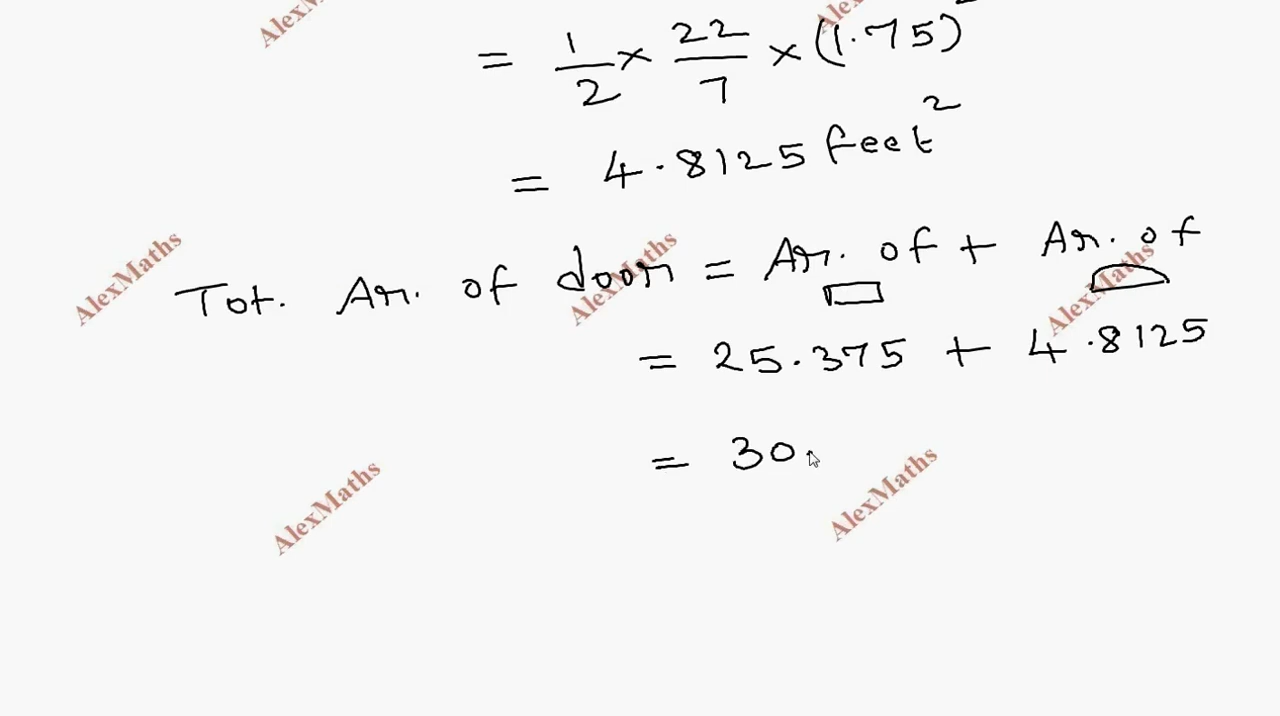 = 1/2 × 22/7 × (1.75)²
= 4.8125 feet²
Tot. Ar. of door = Ar. of + Ar. of
= 25.375 + 4.8125
= 30.
AlexMaths
AlexMaths
AlexMaths
AlexMaths
AlexMaths